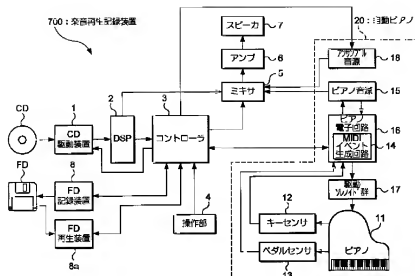 700：楽音再生記録装置
20：自動ピアノ
スピーカ
7
アンプ
6
アンサンブル
音源
18
ミキサ
5
ピアノ音源
15
CD
1
CD
駆動装置
2
DSP
3
コントローラ
ピアノ
電子回路
16
MIDI
イベント
生成回路
14
FD
8
FD
記録装置
FD
再生装置
8a
4
操作部
12
キーセンサ
駆動
ソレノイド群
17
11
ピアノ
ペダルセンサ
13